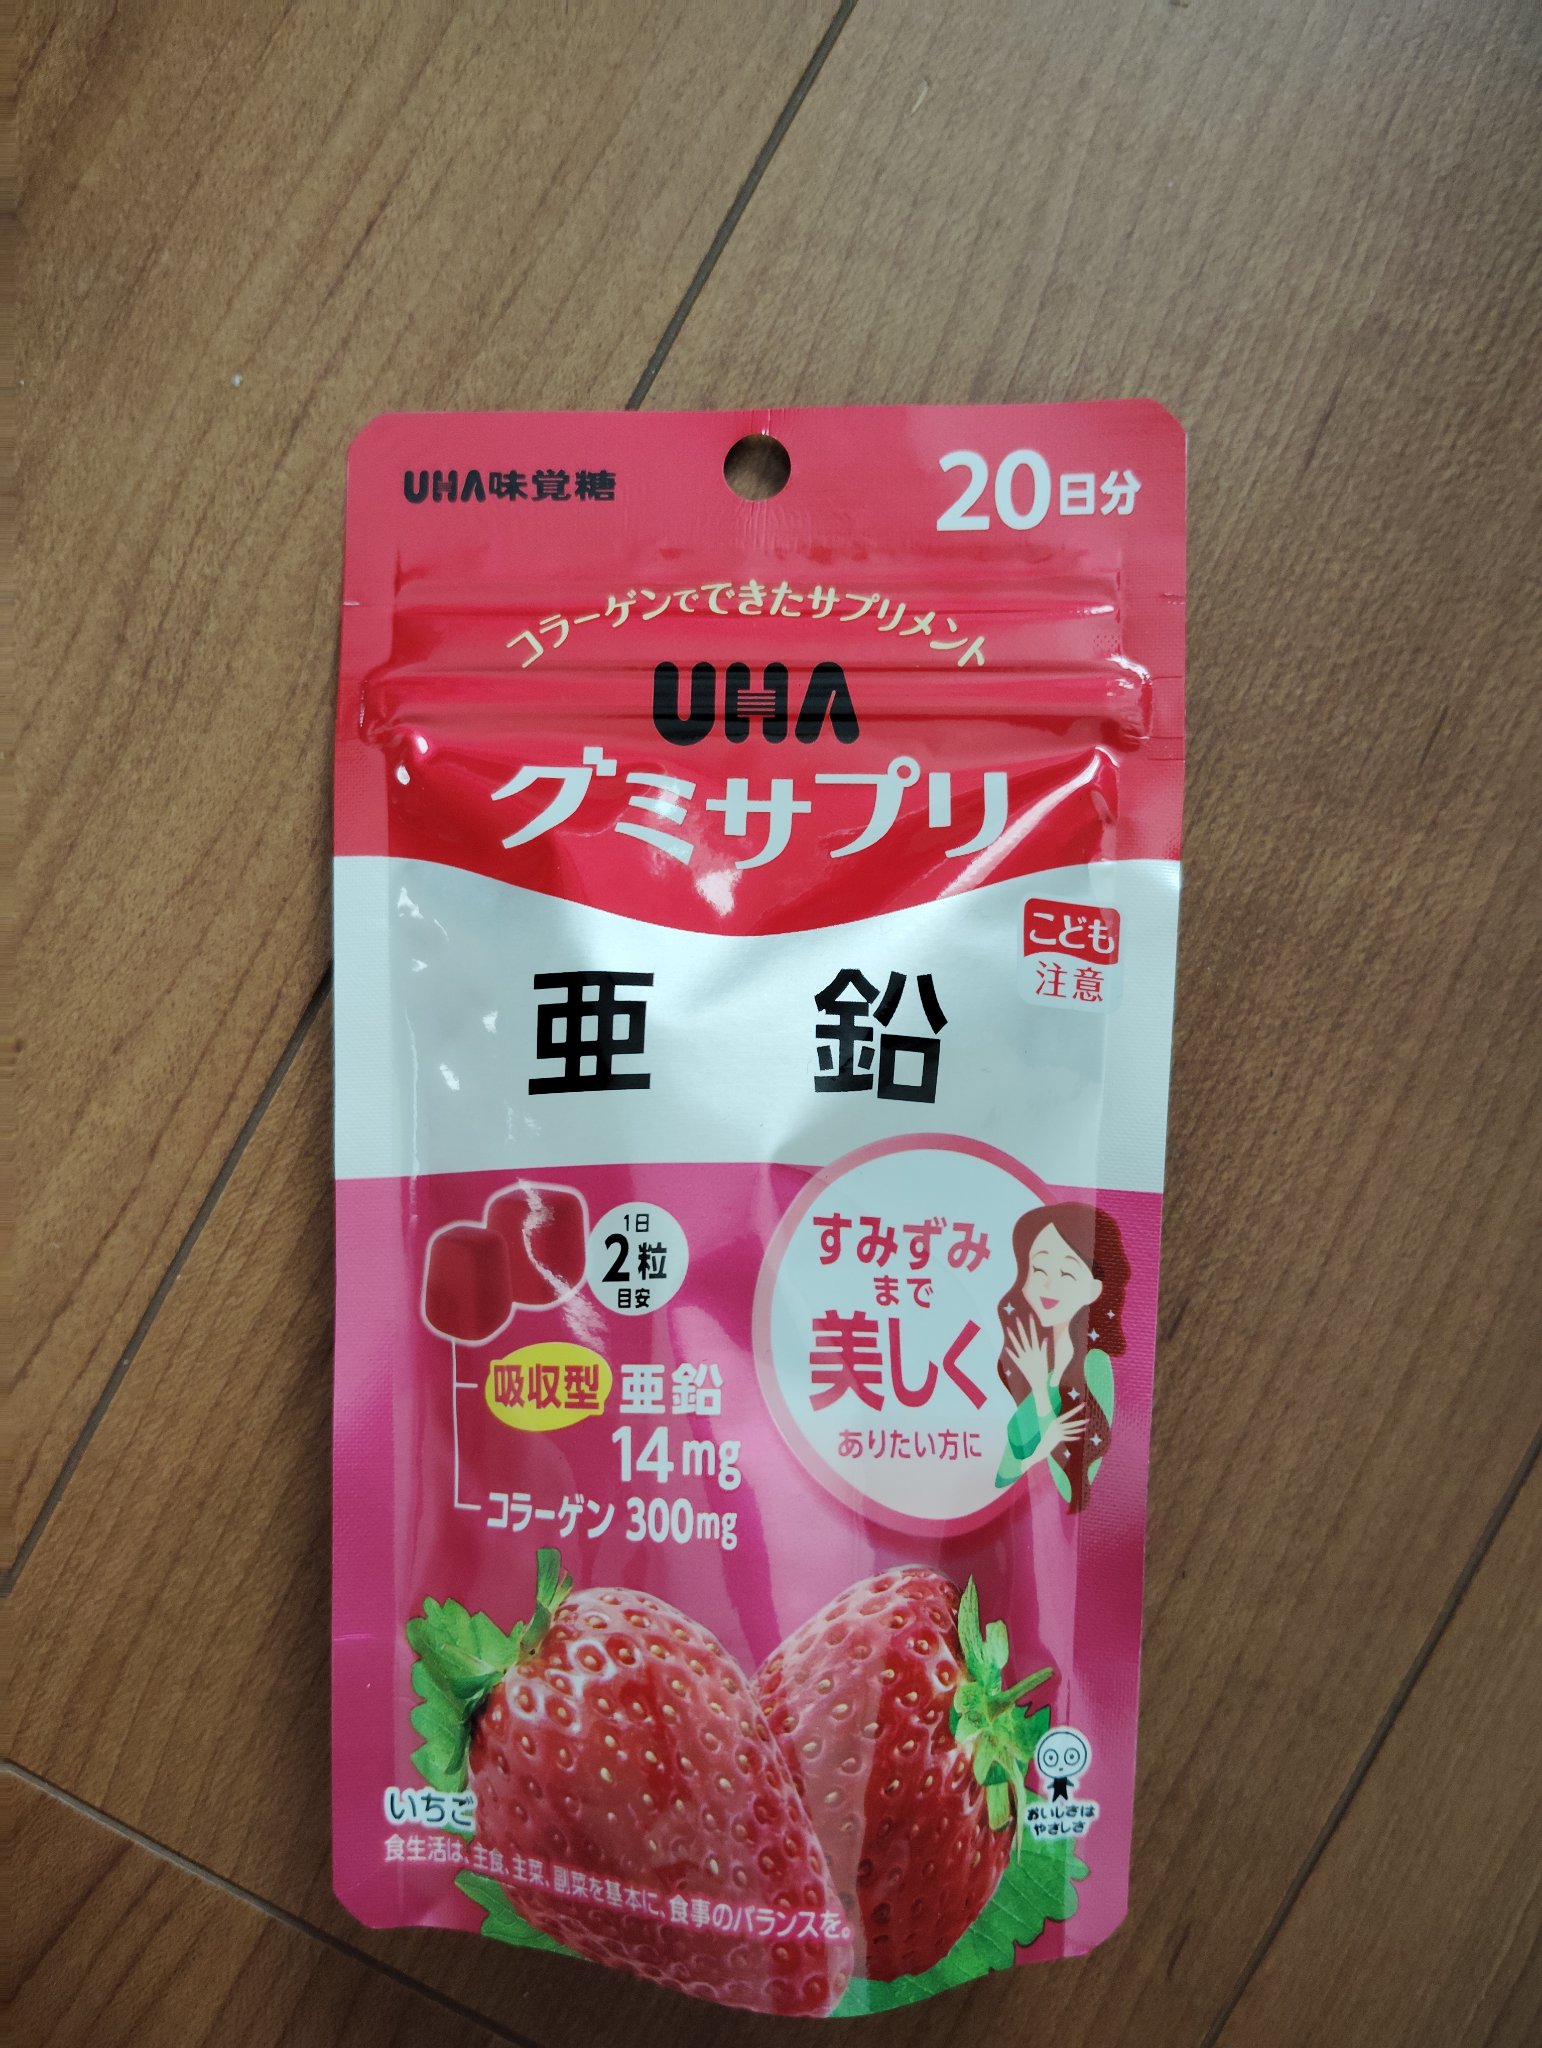 UHA味覚糖
20日分
コラーゲンでできたサプリメント
UHA
グミサプリ
こども
注意
亜鉛
1日
2粒
目安
吸収型 亜鉛
14mg
コラーゲン 300mg
すみずみ
まで
美しく
ありたい方に
いちご
おいしさは
やさしさ
食生活は、主食、主菜、副菜を基本に、食事のバランスを。